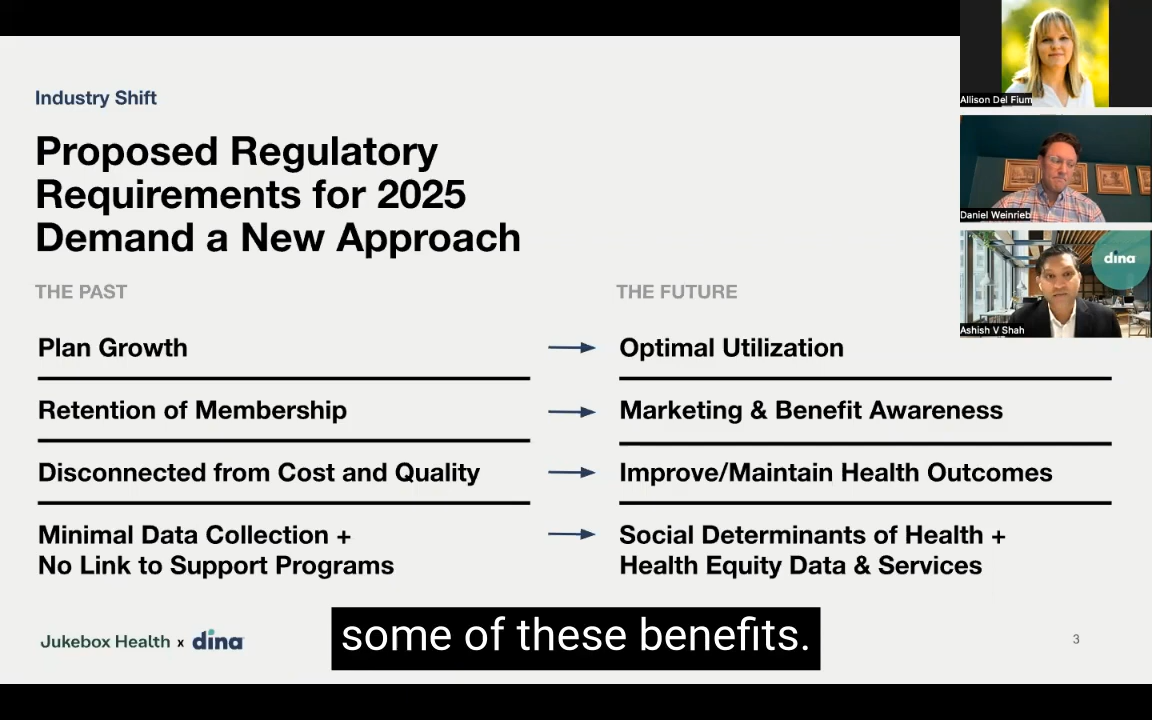 Industry Shift
Proposed Regulatory
Requirements for 2025
Demand a New Approach
THE PAST
THE FUTURE
Plan Growth
Optimal Utilization
Retention of Membership
Marketing & Benefit Awareness
Disconnected from Cost and Quality
Improve/Maintain Health Outcomes
Minimal Data Collection +
No Link to Support Programs
Social Determinants of Health +
Health Equity Data & Services
Jukebox Health x dina
3
some of these benefits.
Allison Del Fium
Daniel Weinrieb
dina
Ashish V Shah